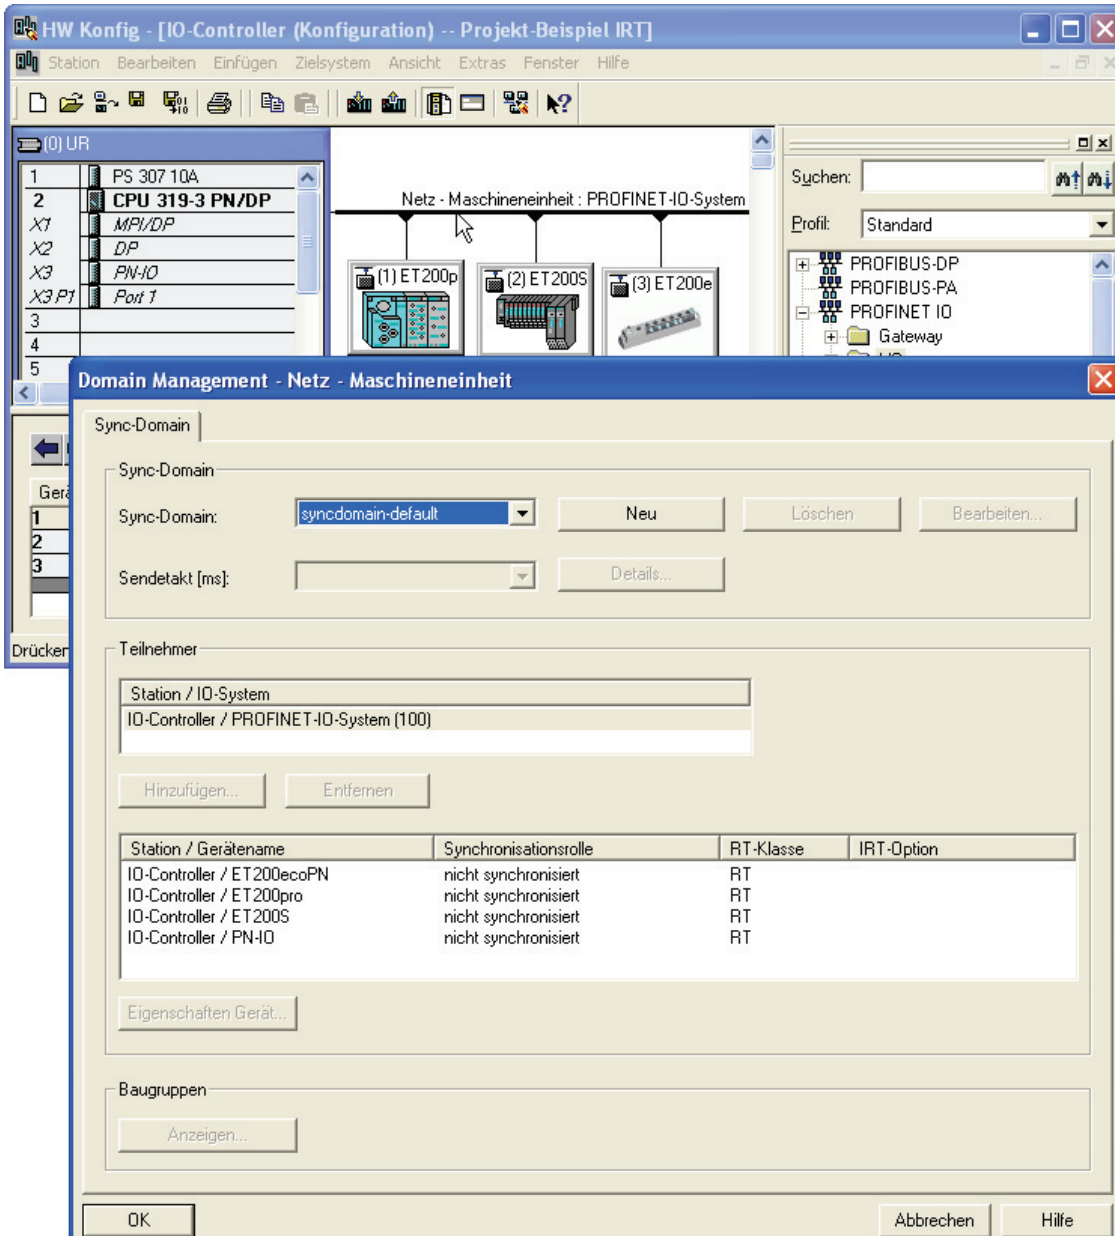 HW Konfig - [IO-Controller (Konfiguration) -- Projekt-Beispiel IRT]
Station Bearbeiten Einfügen Zielsystem Ansicht Extras Fenster Hilfe
(0) UR
1 PS 307 10A
2 CPU 319-3 PN/DP
X1 MPI/DP
X2 DP
X3 PN-IO
X3 P1 Port 1
3
4
5
Netz - Maschineneinheit : PROFINET-IO-System
(1) ET200p
(2) ET200S
(3) ET200e
Suchen:
Profil: Standard
PROFIBUS-DP
PROFIBUS-PA
PROFINET IO
Gateway
Gerä
1
2
3
Drücken
Domain Management - Netz - Maschineneinheit
Sync-Domain
Sync-Domain
Sync-Domain: syncdomain-default Neu Löschen Bearbeiten...
Sendetakt [ms]: Details...
Teilnehmer
Station / IO-System
IO-Controller / PROFINET-IO-System (100)
Hinzufügen... Entfernen
Station / Gerätename Synchronisationsrolle RT-Klasse IRT-Option
IO-Controller / ET200ecoPN nicht synchronisiert RT
IO-Controller / ET200pro nicht synchronisiert RT
IO-Controller / ET200S nicht synchronisiert RT
IO-Controller / PN-IO nicht synchronisiert RT
Eigenschaften Gerät...
Baugruppen
Anzeigen...
OK Abbrechen Hilfe